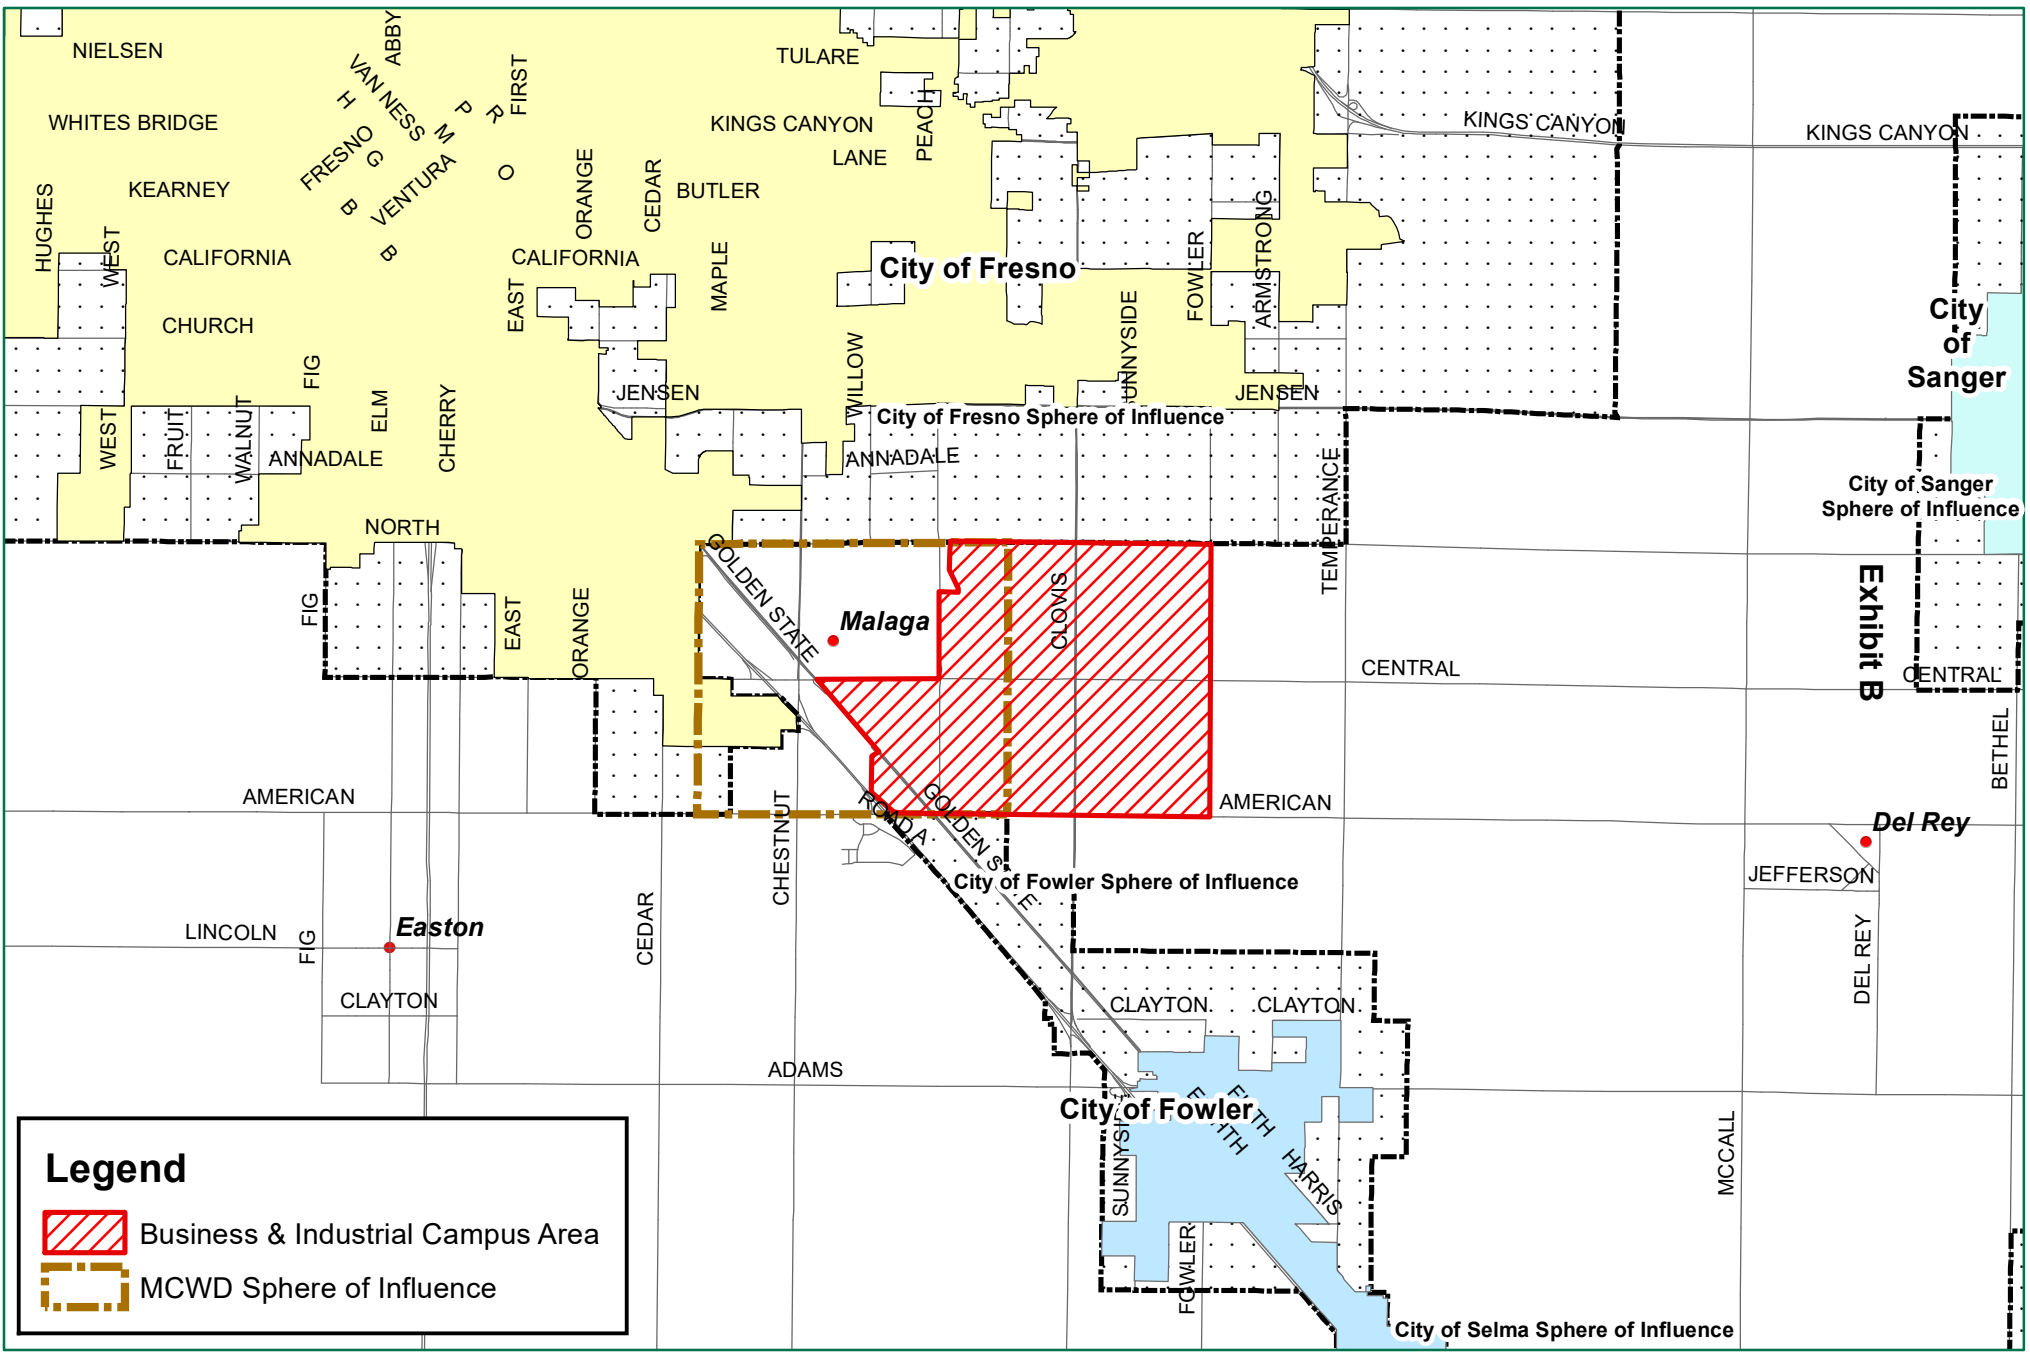 NIELSEN
ABBY
VAN NESS
H
P
R
FIRST
TULARE
WHITES BRIDGE
FRESNO
G
M
KINGS CANYON
LANE
PEACH
KINGS CANYON
KINGS CANYON
HUGHES
KEARNEY
B
VENTURA
O
ORANGE
CEDAR
BUTLER
WEST
CALIFORNIA
B
CALIFORNIA
EAST
MAPLE
City of Fresno
FOWLER
ARMSTRONG
CHURCH
FIG
ELM
CHERRY
JENSEN
WILLOW
SUNNYSIDE
JENSEN
City
of
Sanger
City of Fresno Sphere of Influence
WEST
FRUIT
WALNUT
ANNADALE
ANNADALE
TEMPERANCE
City of Sanger
Sphere of Influence
NORTH
GOLDEN STATE
FIG
EAST
ORANGE
Malaga
CLOVIS
CENTRAL
CENTRAL
Exhibit B
BETHEL
AMERICAN
CHESTNUT
ROAD A
GOLDEN STATE
AMERICAN
Del Rey
JEFFERSON
City of Fowler Sphere of Influence
LINCOLN
FIG
Easton
CEDAR
DEL REY
CLAYTON
CLAYTON
CLAYTON
ADAMS
City of Fowler
FIFTH
EIGHTH
SUNNYSIDE
HARRIS
MCCALL
FOWLER
City of Selma Sphere of Influence
Legend
Business & Industrial Campus Area
MCWD Sphere of Influence